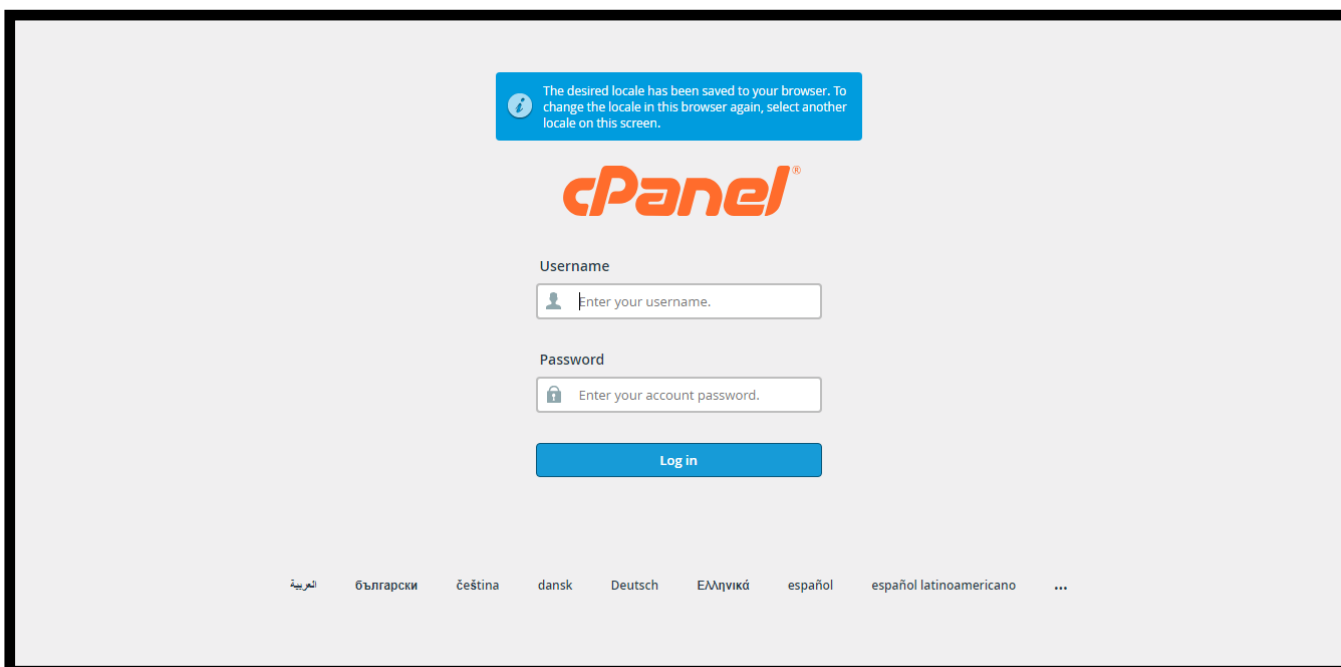 The desired locale has been saved to your browser. To
change the locale in this browser again, select another
locale on this screen.
cPanel®
Username
Enter your username.
Password
Enter your account password.
Log in
العربية български čeština dansk Deutsch Ελληνικά español español latinoamericano ...